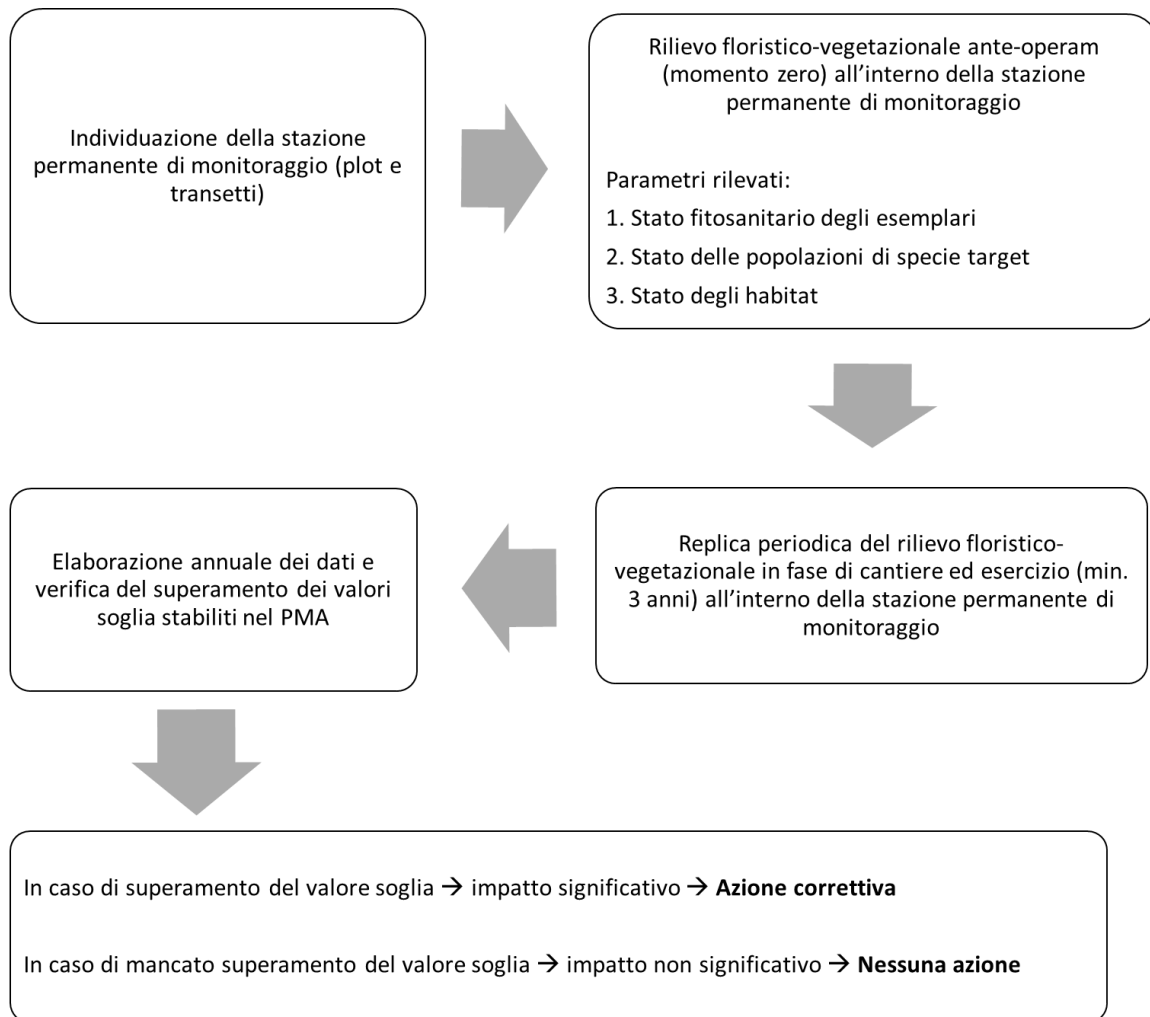 Individuazione della stazione
permanente di monitoraggio (plot e
transetti)
Rilievo floristico-vegetazionale ante-operam
(momento zero) all’interno della stazione
permanente di monitoraggio
Parametri rilevati:
1. Stato fitosanitario degli esemplari
2. Stato delle popolazioni di specie target
3. Stato degli habitat
Replica periodica del rilievo floristico-
vegetazionale in fase di cantiere ed esercizio (min.
3 anni) all’interno della stazione permanente di
monitoraggio
Elaborazione annuale dei dati e
verifica del superamento dei valori
soglia stabiliti nel PMA
In caso di superamento del valore soglia → impatto significativo → Azione correttiva
In caso di mancato superamento del valore soglia → impatto non significativo → Nessuna azione